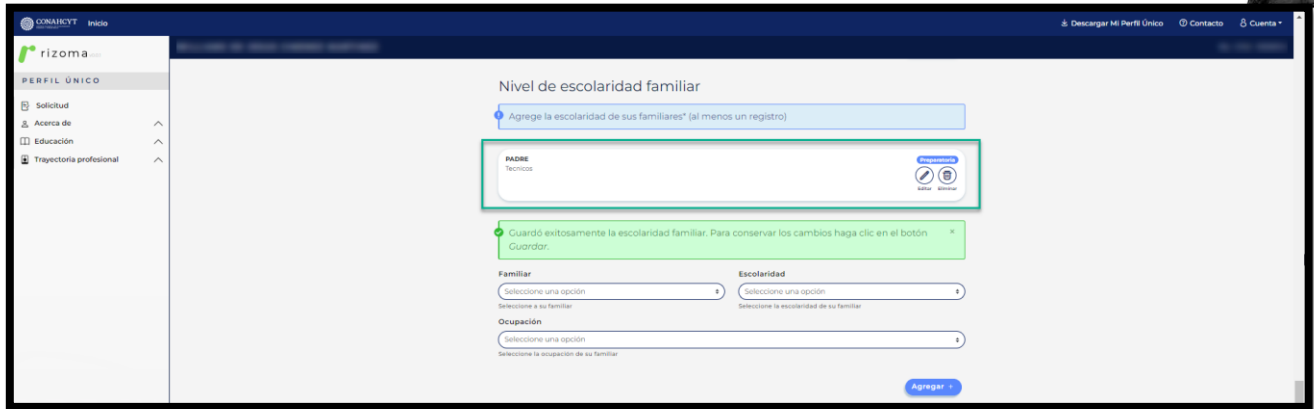 CONAHCYT Inicio Descargar Mi Perfil Único Contacto Cuenta
rizoma
PERFIL ÚNICO
Solicitud
Acerca de
Educación
Trayectoria profesional
Nivel de escolaridad familiar
Agrege la escolaridad de sus familiares* (al menos un registro)
PADRE Preparatoria
Tecnicos
Editar Eliminar
Guardó exitosamente la escolaridad familiar. Para conservar los cambios haga clic en el botón ×
Guardar.
Familiar Escolaridad
Seleccione una opción Seleccione una opción
Seleccione a su familiar Seleccione la escolaridad de su familiar
Ocupación
Seleccione una opción
Seleccione la ocupación de su familiar
Agregar +